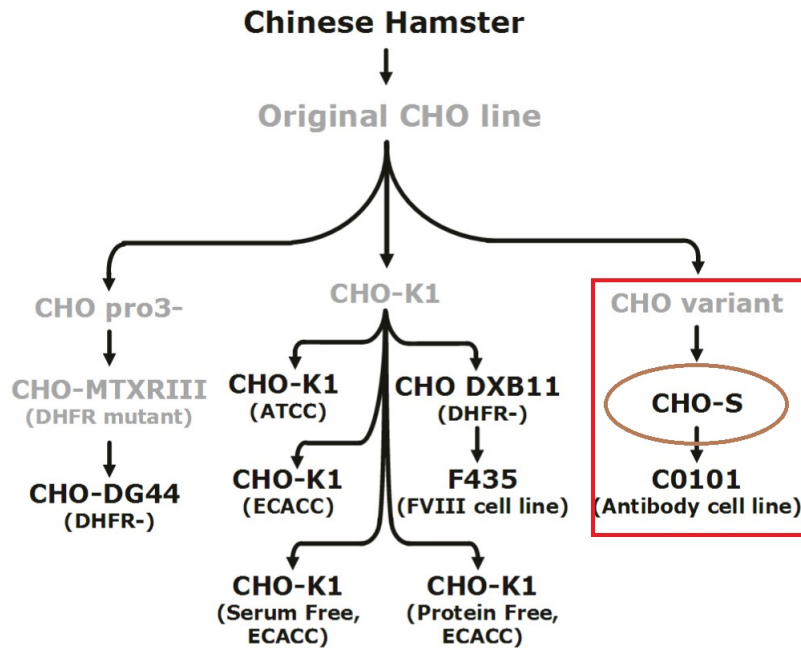 Chinese Hamster
Original CHO line
CHO pro3-
CHO-MTXRIII
(DHFR mutant)
CHO-DG44
(DHFR-)
CHO-K1
CHO-K1
(ATCC)
CHO-K1
(ECACC)
CHO-K1
(Serum Free,
ECACC)
CHO DXB11
(DHFR-)
F435
(FVIII cell line)
CHO-K1
(Protein Free,
ECACC)
CHO variant
CHO-S
C0101
(Antibody cell line)